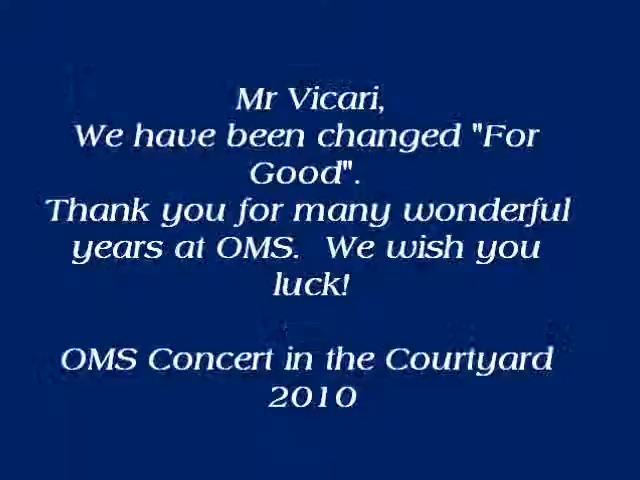 Mr Vicari,
We have been changed "For
Good".
Thank you for many wonderful
years at OMS.  We wish you
luck!
OMS Concert in the Courtyard
2010